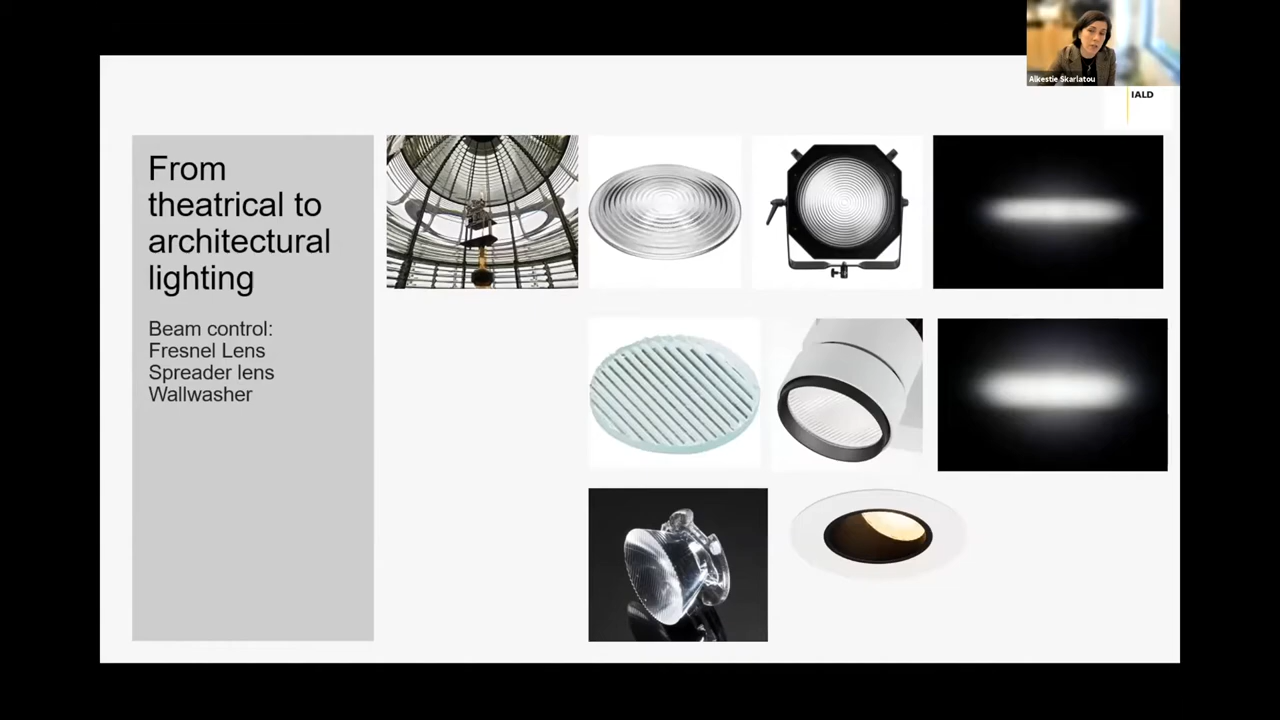 Alkestie Skarlatou
IALD
From
theatrical to
architectural
lighting
Beam control:
Fresnel Lens
Spreader lens
Wallwasher